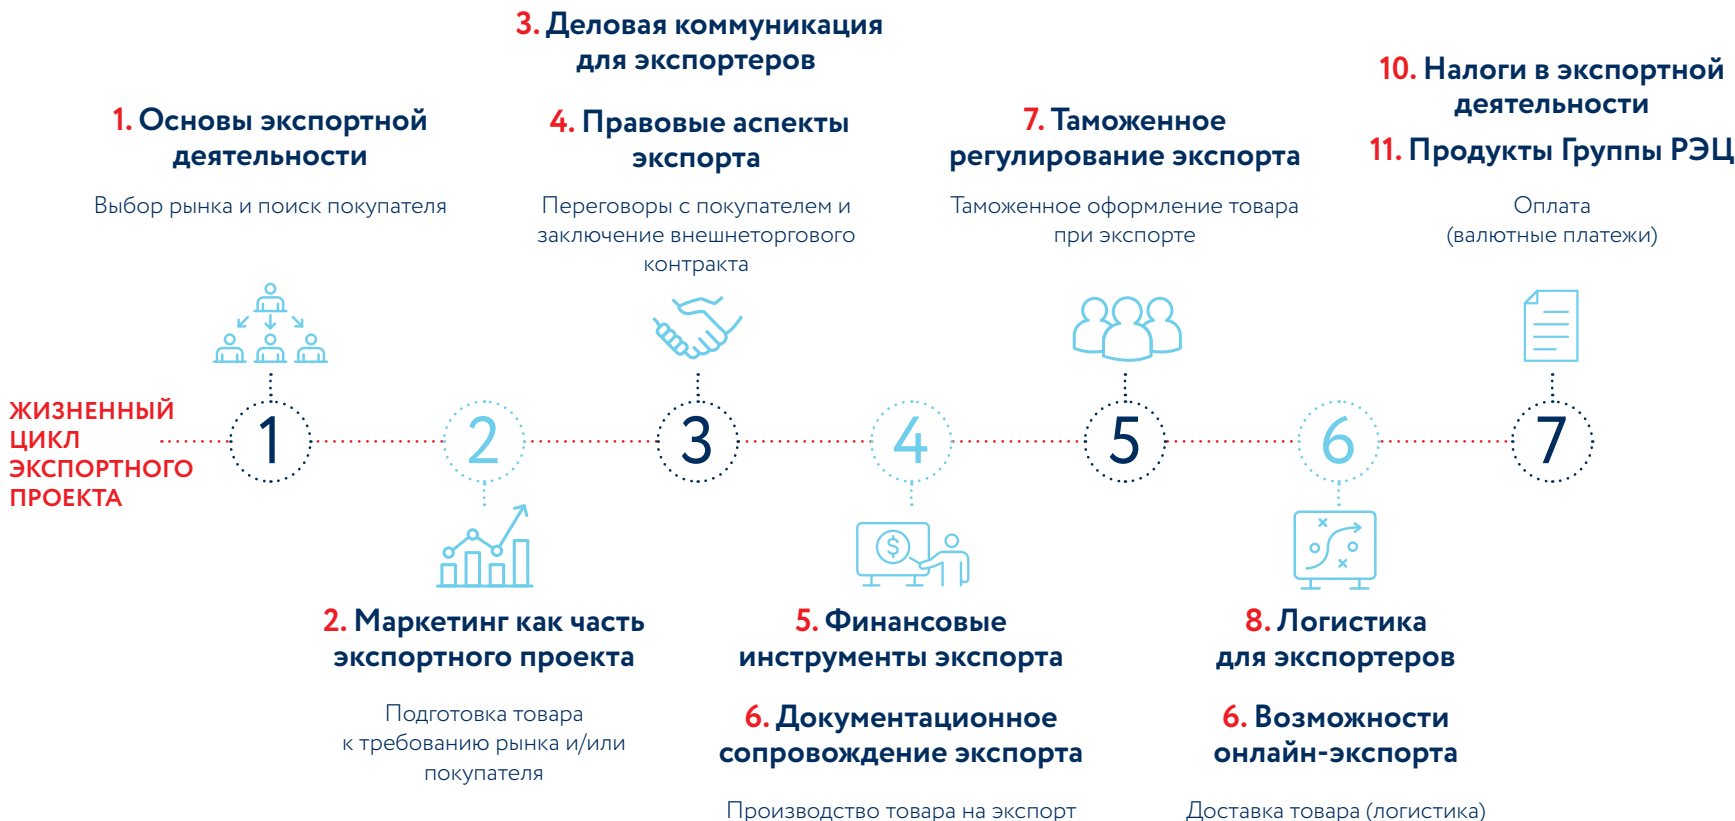 3. Деловая коммуникация
для экспортеров
10. Налоги в экспортной
деятельности
1. Основы экспортной
деятельности
4. Правовые аспекты
экспорта
7. Таможенное
регулирование экспорта
11. Продукты Группы РЭЦ
Выбор рынка и поиск покупателя
Переговоры с покупателем и
заключение внешнеторгового
контракта
Таможенное оформление товара
при экспорте
Оплата
(валютные платежи)
ЖИЗНЕННЫЙ
ЦИКЛ
ЭКСПОРТНОГО
ПРОЕКТА
1
2
3
4
5
6
7
$
2. Маркетинг как часть
экспортного проекта
Подготовка товара
к требованию рынка и/или
покупателя
5. Финансовые
инструменты экспорта
6. Документационное
сопровождение экспорта
Производство товара на экспорт
8. Логистика
для экспортеров
6. Возможности
онлайн-экспорта
Доставка товара (логистика)